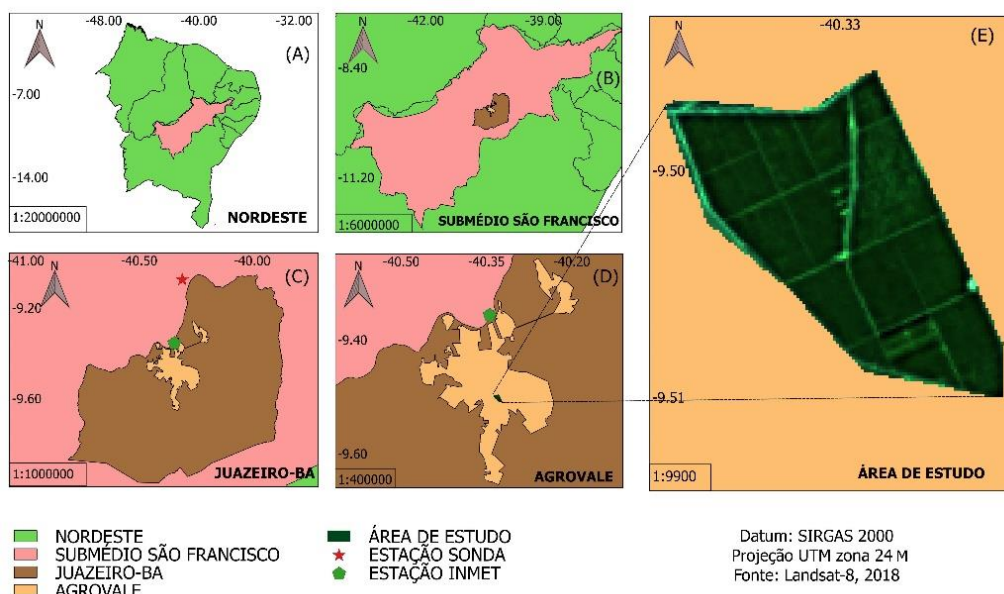 N
-48.00 -40.00 -32.00
(A)
-7.00
-14.00
1:20000000
NORDESTE
N
-42.00 -39.06
-8.40
(B)
-11.20
1:6000000
SUBMÉDIO SÃO FRANCISCO
-41.00 -40.50 -40.00
N
(C)
-9.20
-9.60
1:1000000
JUAZEIRO-BA
-40.50 -40.35 -40.20
N
(D)
-9.40
-9.60
1:400000
AGROVALE
N
-40.33
(E)
-9.50
-9.51
1:9900
ÁREA DE ESTUDO
NORDESTE
SUBMÉDIO SÃO FRANCISCO
JUAZEIRO-BA
AGROVALE
ÁREA DE ESTUDO
ESTAÇÃO SONDA
ESTAÇÃO INMET
Datum: SIRGAS 2000
Projeção UTM zona 24 M
Fonte: Landsat-8, 2018